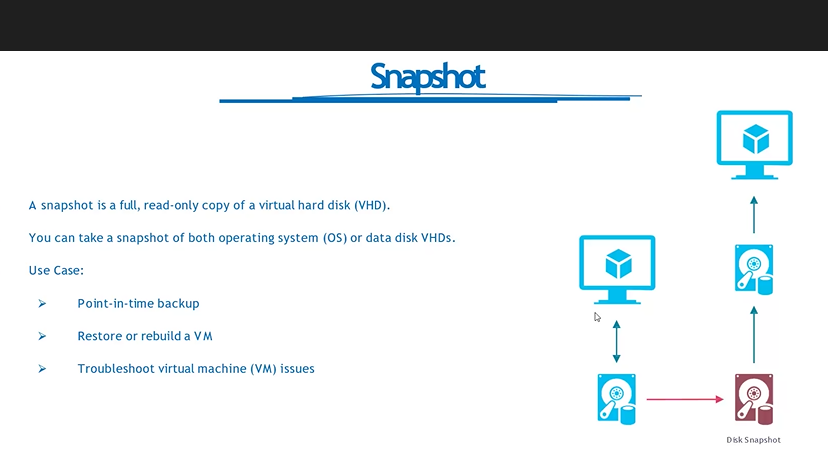 Snapshot
A snapshot is a full, read-only copy of a virtual hard disk (VHD).
You can take a snapshot of both operating system (OS) or data disk VHDs.
Use Case:
Point-in-time backup
Restore or rebuild a VM
Troubleshoot virtual machine (VM) issues
Disk Snapshot